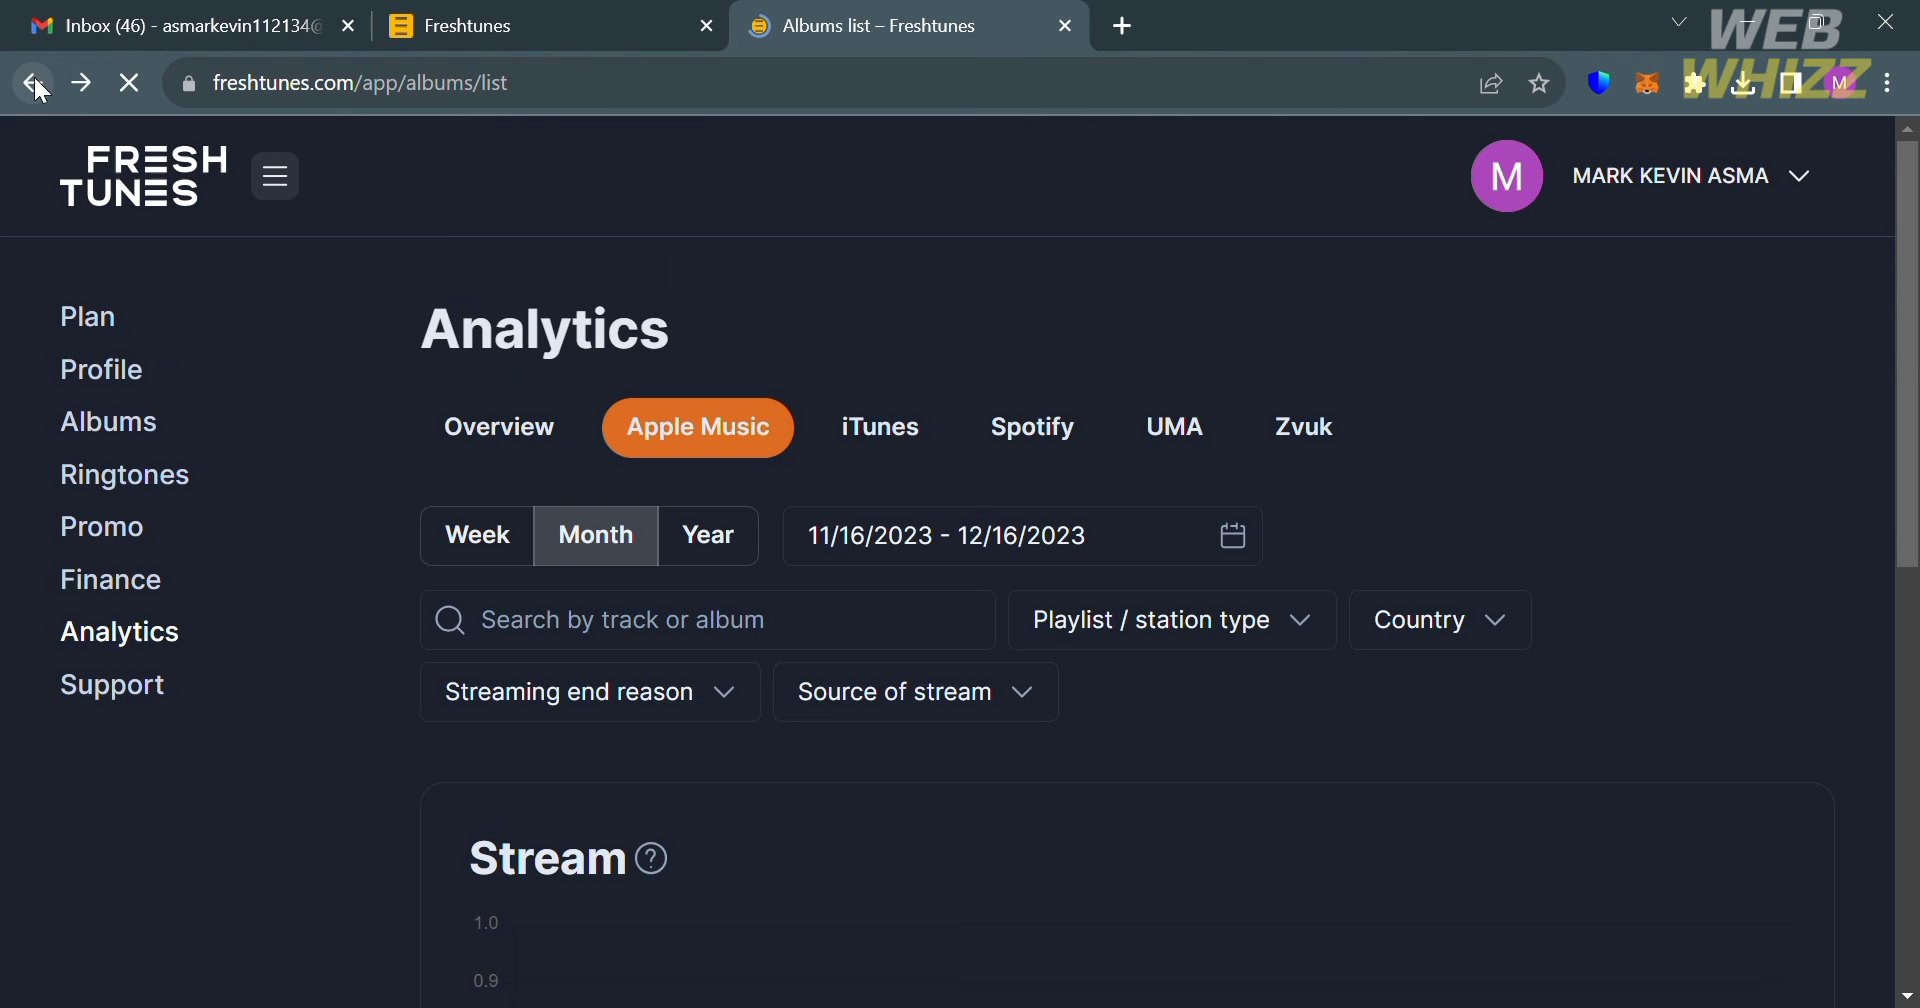 Inbox (46) - asmarkevin112134@
Freshtunes
Albums list – Freshtunes
WEB
WHIZZ
freshtunes.com/app/albums/list
M
FRESH
TUNES
M
MARK KEVIN ASMA
Plan
Profile
Albums
Ringtones
Promo
Finance
Analytics
Support
Analytics
Overview
Apple Music
iTunes
Spotify
UMA
Zvuk
Week
Month
Year
11/16/2023 - 12/16/2023
Search by track or album
Playlist / station type
Country
Streaming end reason
Source of stream
Stream ?
1.0
0.9